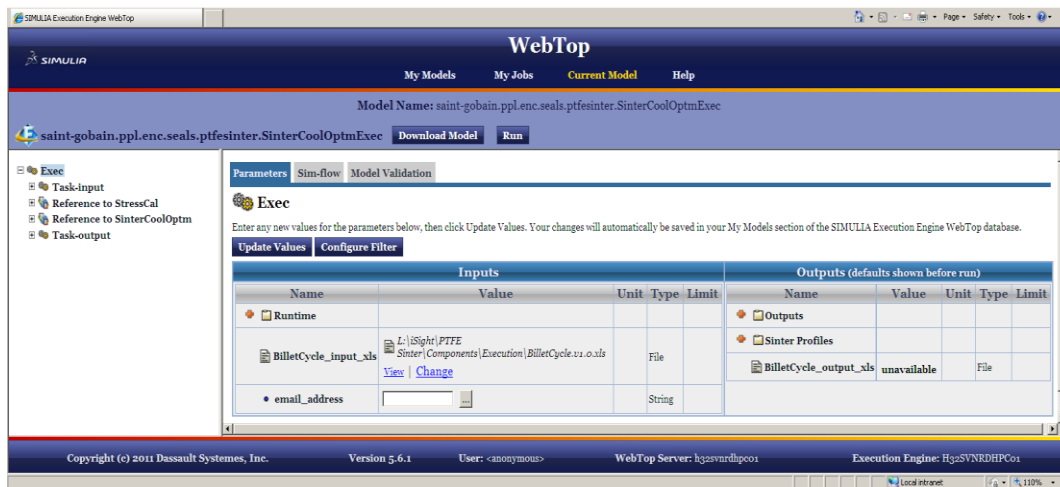 SIMULIA Execution Engine WebTop
Page Safety Tools
SIMULIA
WebTop
My Models My Jobs Current Model Help
Model Name: saint-gobain.ppl.enc.seals.ptfesinter.SinterCoolOptmExec
saint-gobain.ppl.enc.seals.ptfesinter.SinterCoolOptmExec Download Model Run
Exec
Task-input
Reference to StressCal
Reference to SinterCoolOptm
Task-output
Parameters Sim-flow Model Validation
Exec
Enter any new values for the parameters below, then click Update Values. Your changes will automatically be saved in your My Models section of the SIMULIA Execution Engine WebTop database.
Update Values Configure Filter
Inputs
Name Value Unit Type Limit
Runtime
BilletCycle_input_xls L:\iSight\PTFE
Sinter\Components\Execution\BilletCycle.v1.0.xls
View | Change
File
email_address ... String
Outputs (defaults shown before run)
Name Value Unit Type Limit
Outputs
Sinter Profiles
BilletCycle_output_xls unavailable File
Copyright (c) 2011 Dassault Systemes, Inc. Version 5.6.1 User: <anonymous> WebTop Server: h32svnrdhpc01 Execution Engine: H32SVNRDHPC01
Local intranet 110%